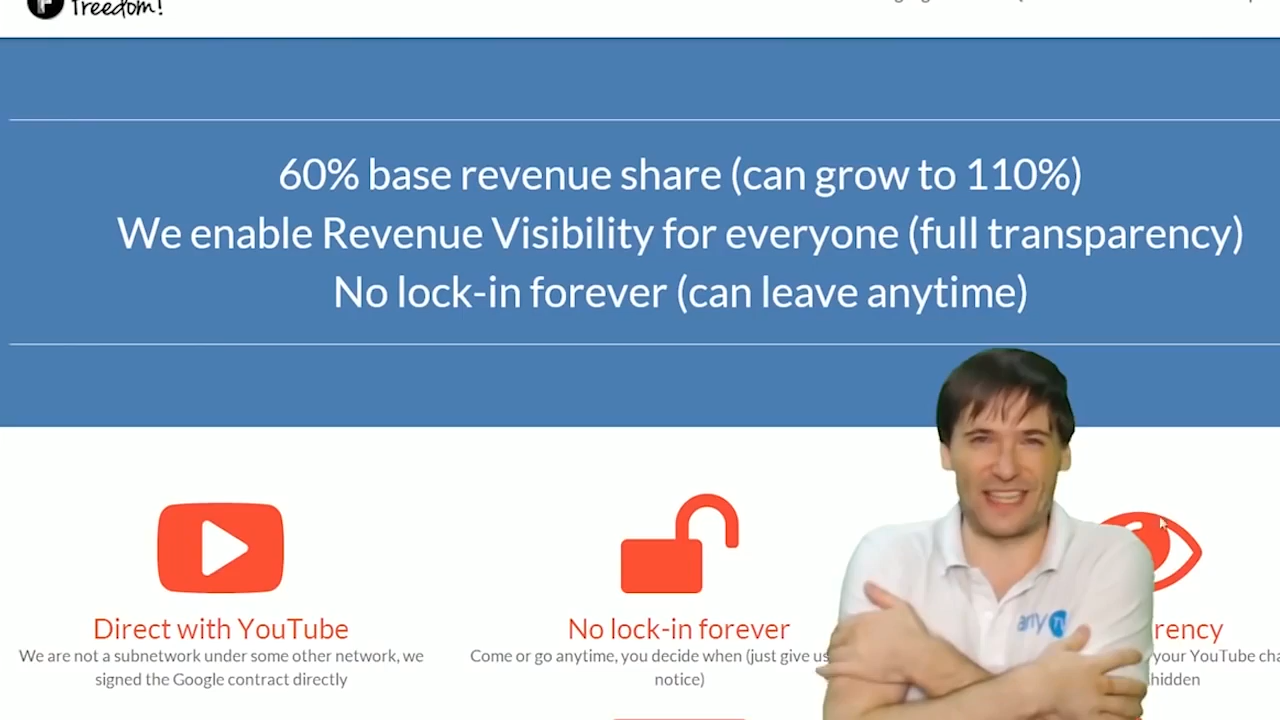 Freedom!
60% base revenue share (can grow to 110%)
We enable Revenue Visibility for everyone (full transparency)
No lock-in forever (can leave anytime)
Direct with YouTube
We are not a subnetwork under some other network, we
signed the Google contract directly
No lock-in forever
Come or go anytime, you decide when (just give us
notice)
rency
your YouTube cha
hidden
any TV